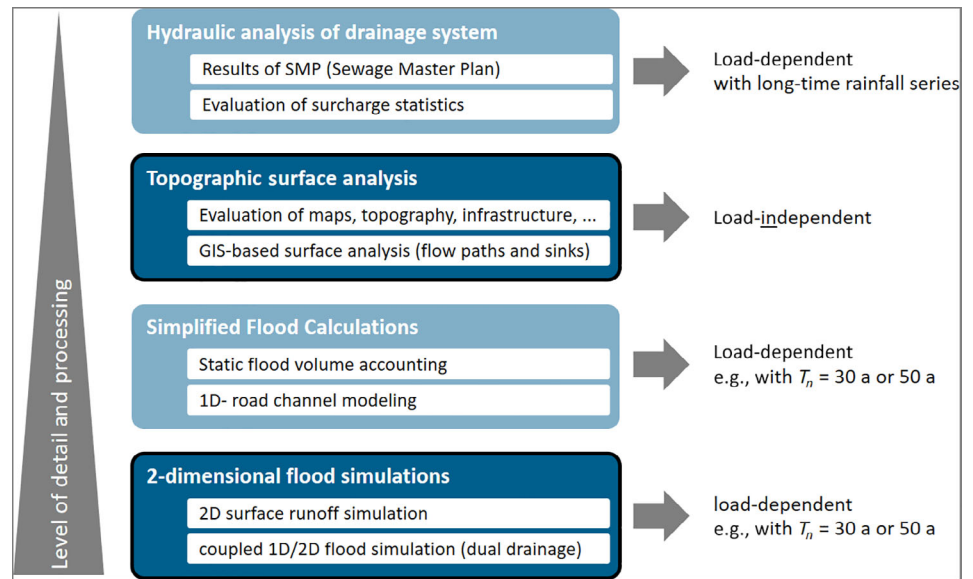 Hydraulic analysis of drainage system
Results of SMP (Sewage Master Plan)
Evaluation of surcharge statistics
Load-dependent
with long-time rainfall series
Topographic surface analysis
Evaluation of maps, topography, infrastructure, ...
GIS-based surface analysis (flow paths and sinks)
Load-independent
Simplified Flood Calculations
Static flood volume accounting
1D- road channel modeling
Load-dependent
e.g., with Tn = 30 a or 50 a
2-dimensional flood simulations
2D surface runoff simulation
coupled 1D/2D flood simulation (dual drainage)
load-dependent
e.g., with Tn = 30 a or 50 a
Level of detail and processing